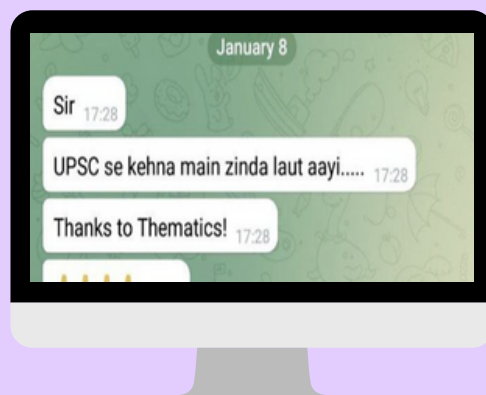 January 8
Sir 17:28
UPSC se kehna main zinda laut aayi..... 17:28
Thanks to Thematics! 17:28